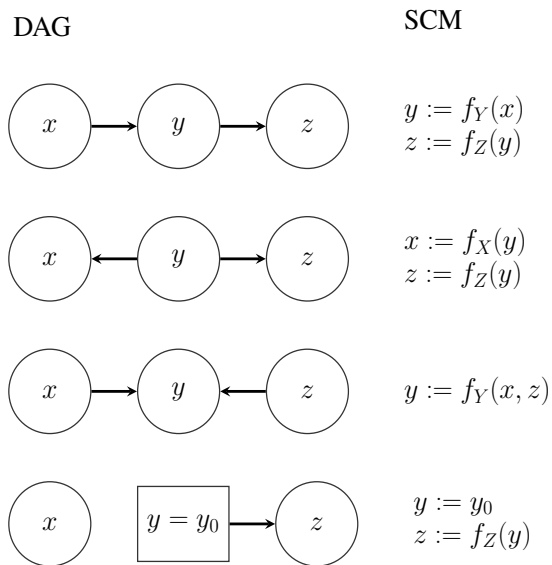 DAG SCM
x y z y := f_Y(x)
z := f_Z(y)
x y z x := f_X(y)
z := f_Z(y)
x y z y := f_Y(x, z)
x y = y_0 z y := y_0
z := f_Z(y)